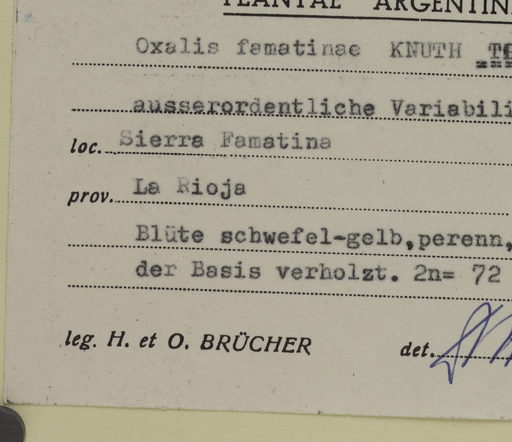 PLANTAE ARGENTIN
Oxalis famatinae KNUTH
ausserordentliche Variabili
loc. Sierra Famatina
prov. La Rioja
Blüte schwefel-gelb,perenn,
der Basis verholzt. 2n= 72
leg. H. et O. BRÜCHER det.